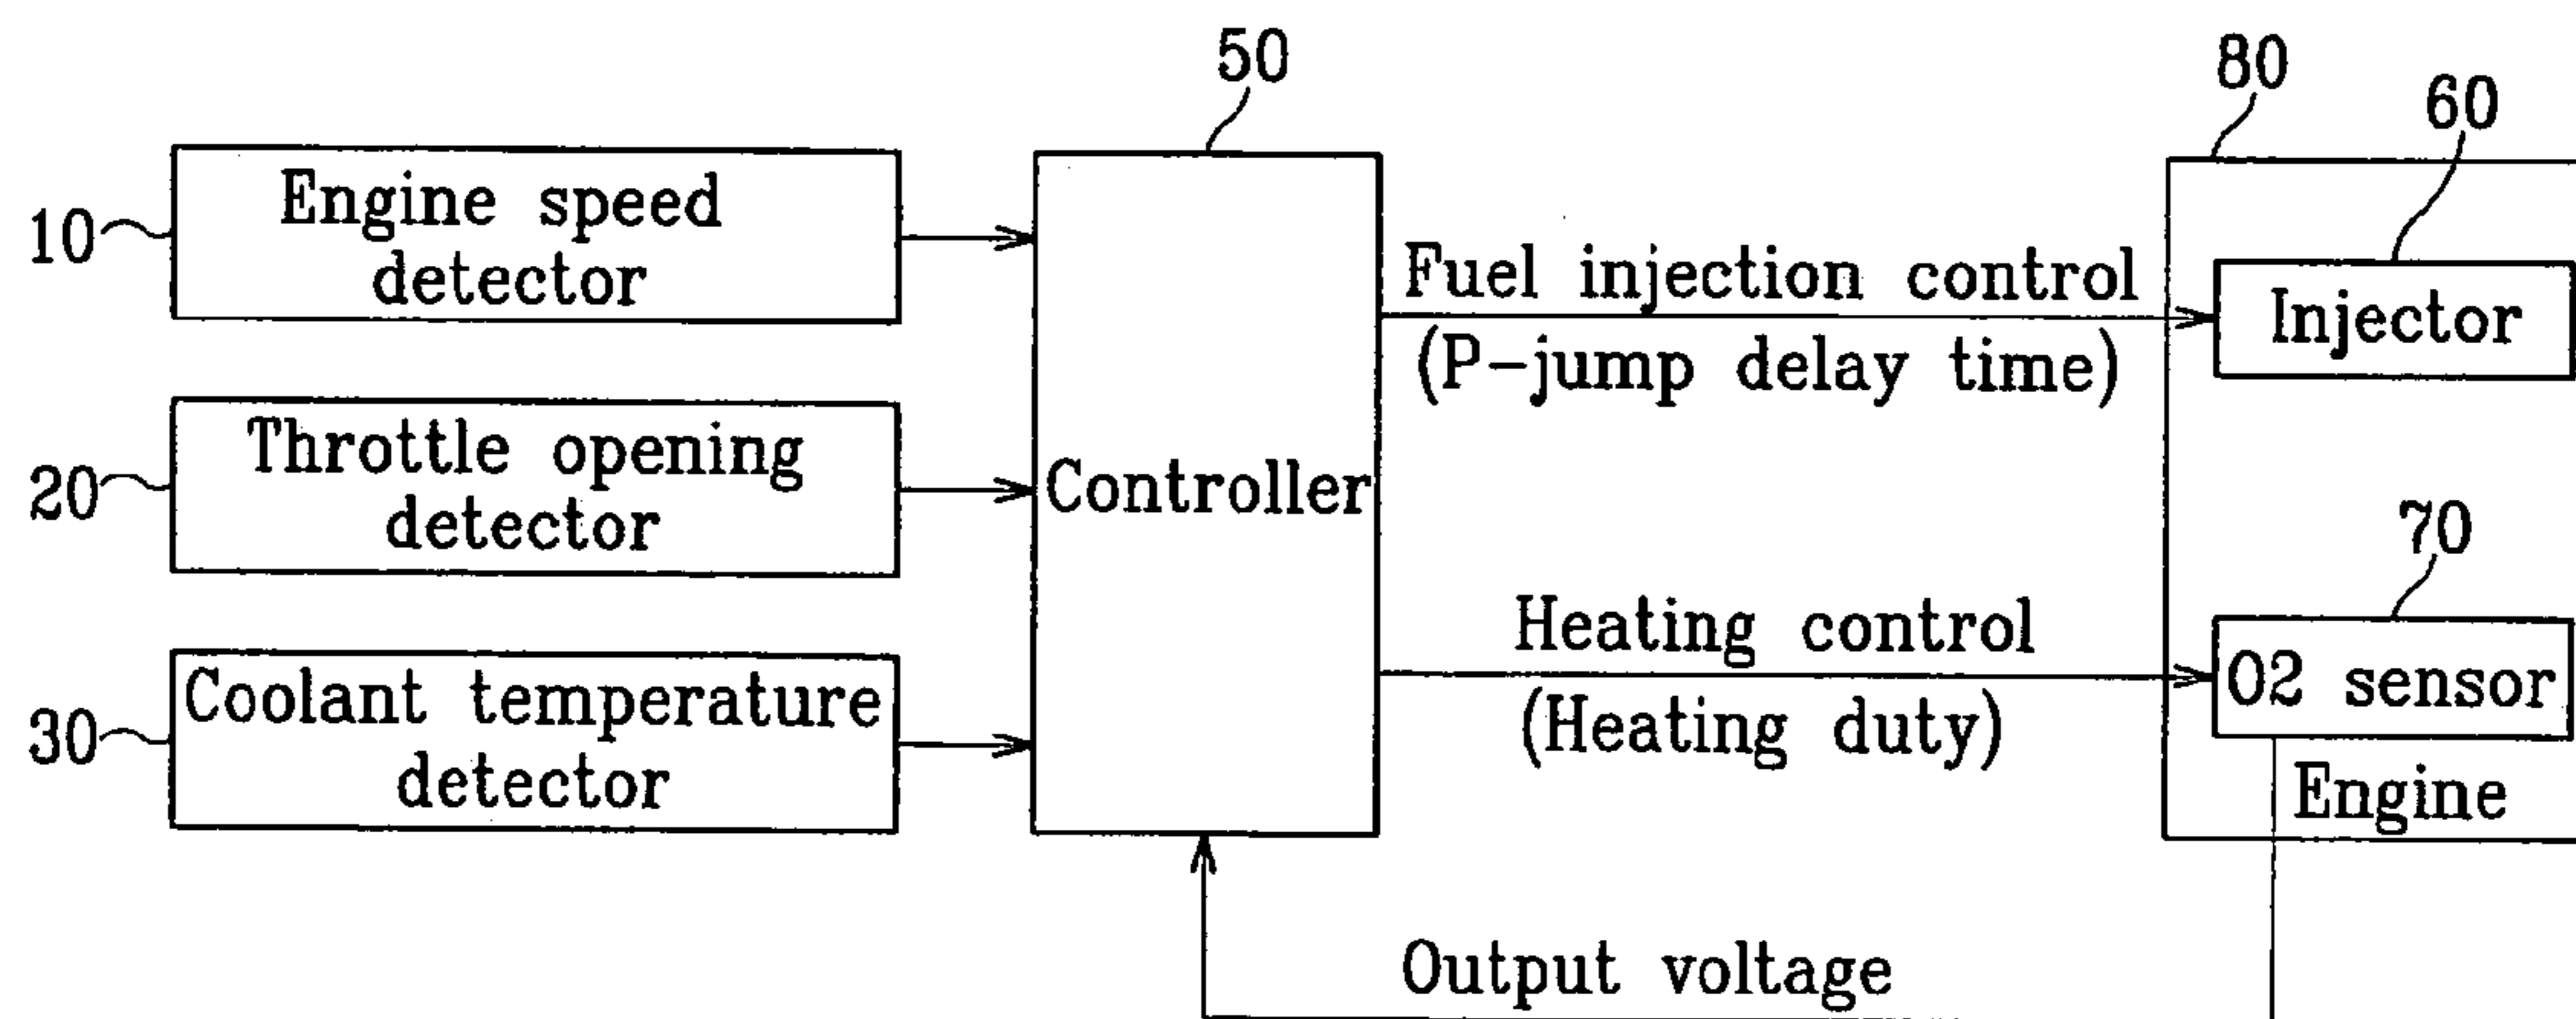 50
80
60
10
Engine speed
detector
Fuel injection control
(P-jump delay time)
Injector
20
Throttle opening
detector
Controller
70
30
Coolant temperature
detector
Heating control
(Heating duty)
O2 sensor
Engine
Output voltage